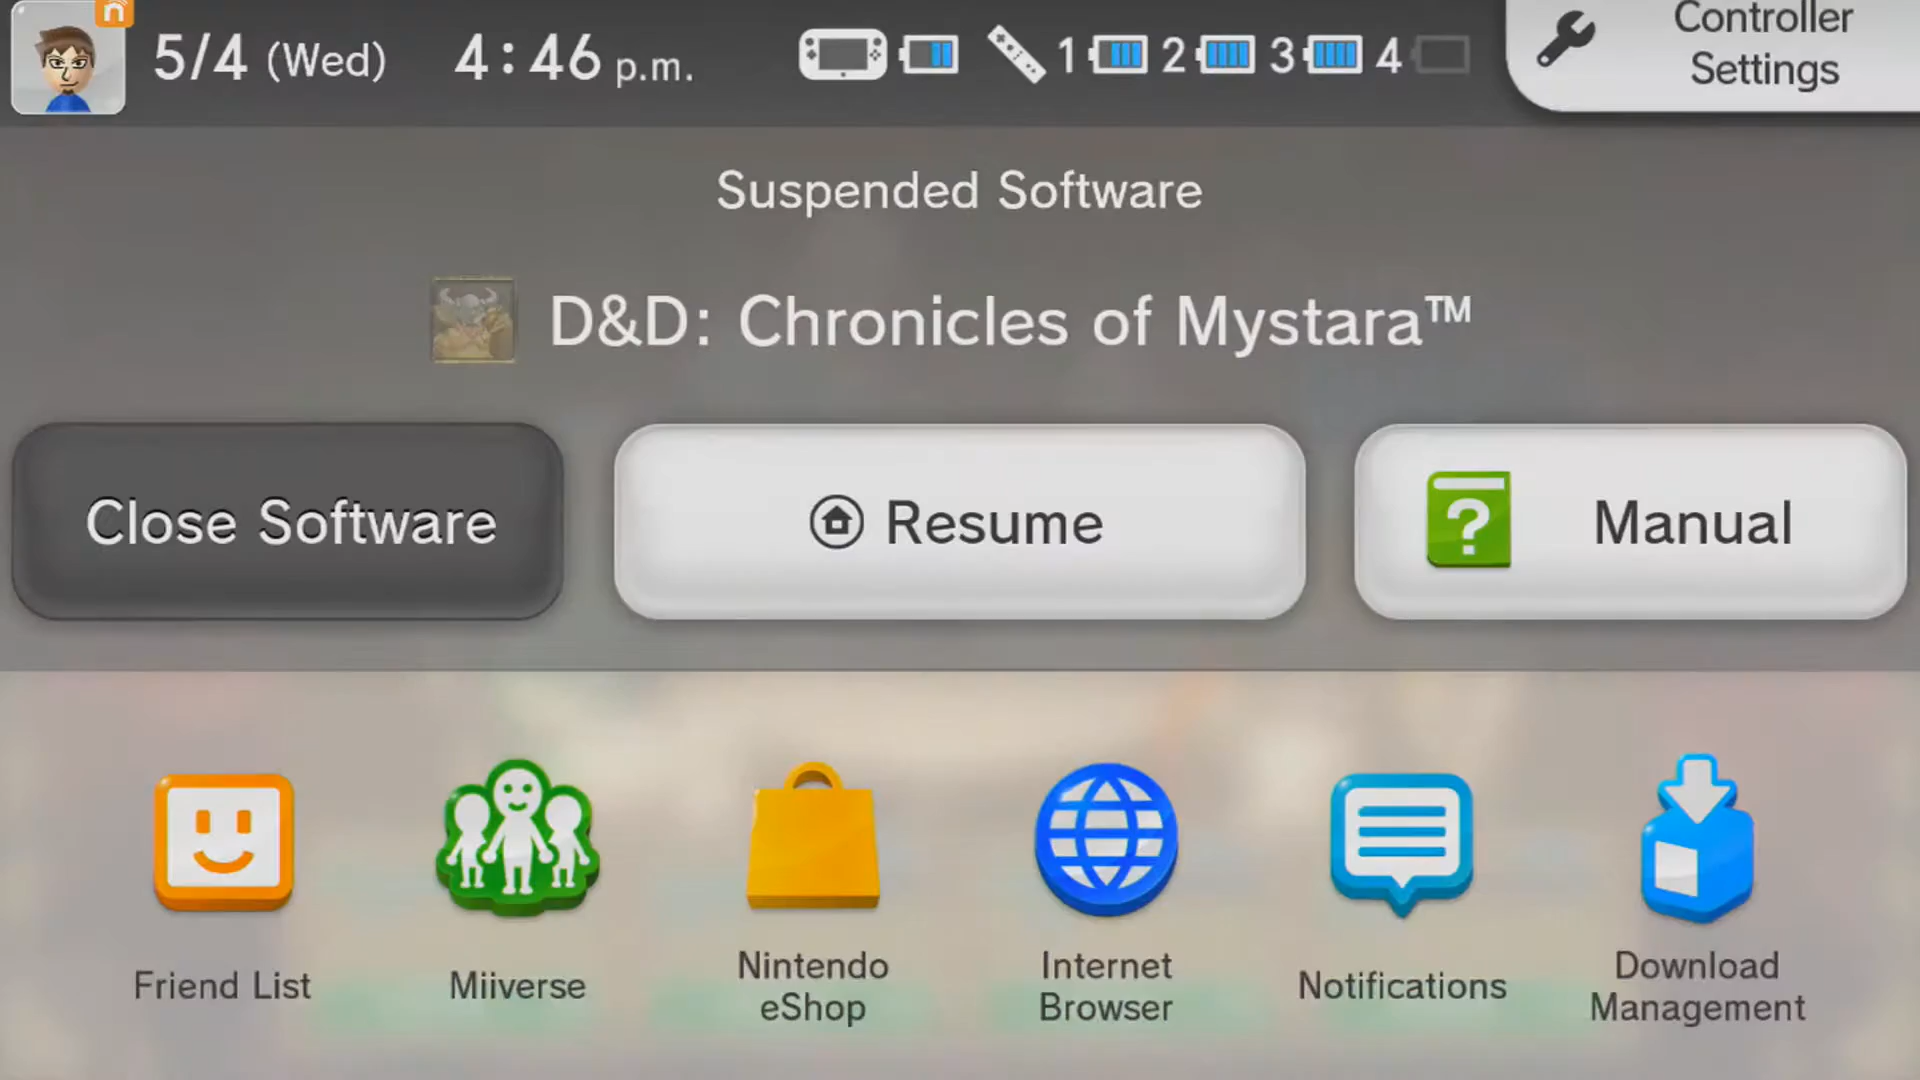 5/4 (Wed) 4:46 p.m. 1 2 3 4
Controller
Settings
Suspended Software
D&D: Chronicles of Mystara™
Close Software
Resume
? Manual
Friend List
Miiverse
Nintendo
eShop
Internet
Browser
Notifications
Download
Management